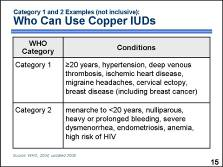 Category 1 and 2 Examples (not inclusive):
Who Can Use Copper IUDs
WHO
Category
Conditions
Category 1
≥20 years, hypertension, deep venous
thrombosis, ischemic heart disease,
migraine headaches, cervical ectopy,
breast disease (including breast cancer)
Category 2
menarche to <20 years, nulliparous,
heavy or prolonged bleeding, severe
dysmenorrhea, endometriosis, anemia,
high risk of HIV
Source: WHO, 2004; updated 2008.
15